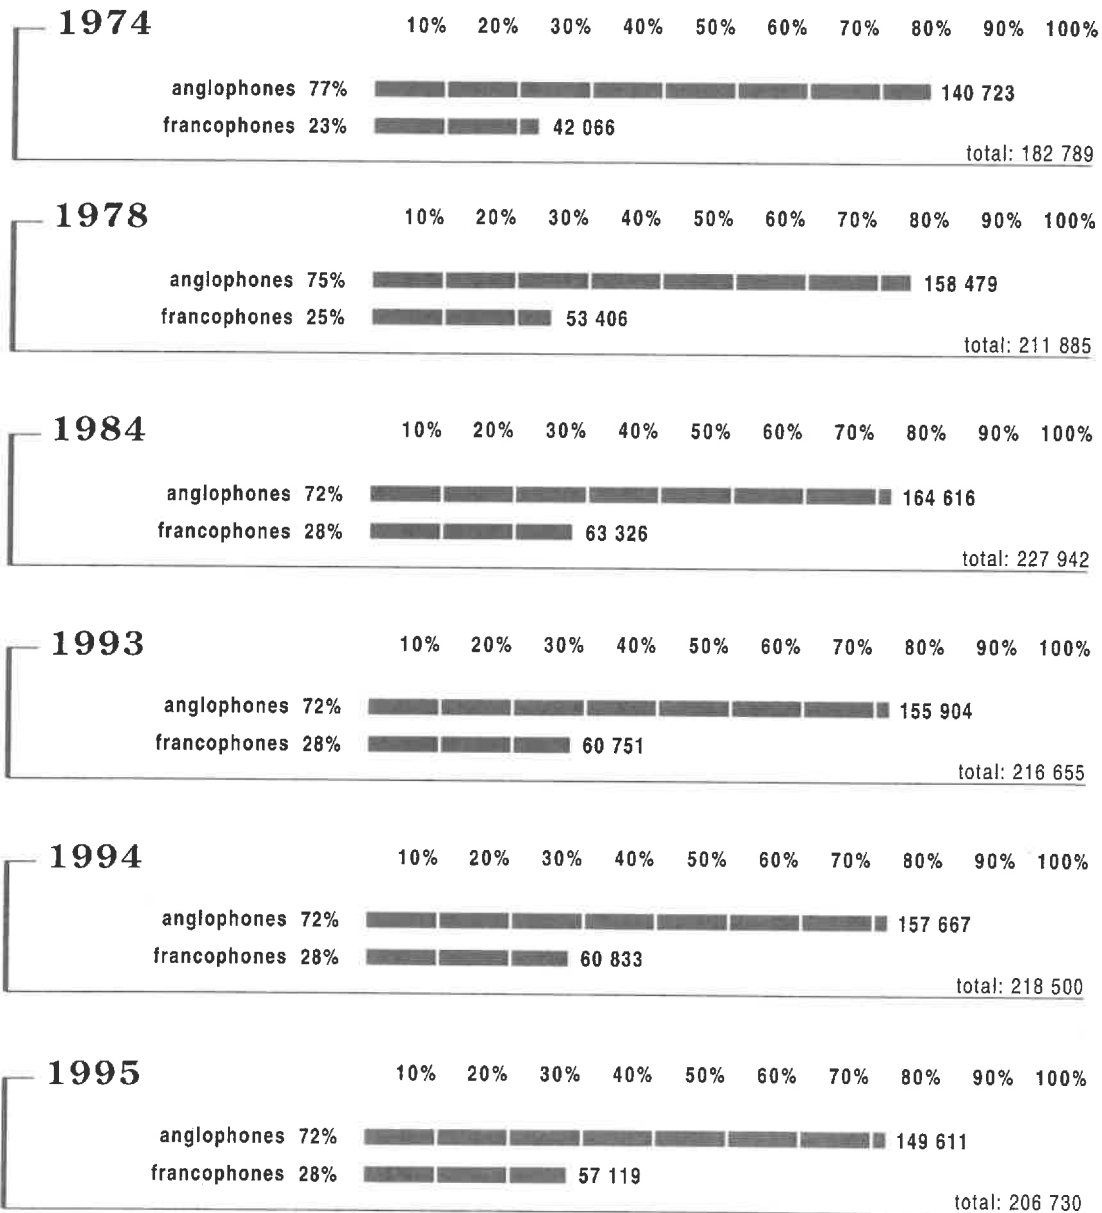 1974 10% 20% 30% 40% 50% 60% 70% 80% 90% 100%
anglophones 77% 140 723
francophones 23% 42 066
total: 182 789
1978 10% 20% 30% 40% 50% 60% 70% 80% 90% 100%
anglophones 75% 158 479
francophones 25% 53 406
total: 211 885
1984 10% 20% 30% 40% 50% 60% 70% 80% 90% 100%
anglophones 72% 164 616
francophones 28% 63 326
total: 227 942
1993 10% 20% 30% 40% 50% 60% 70% 80% 90% 100%
anglophones 72% 155 904
francophones 28% 60 751
total: 216 655
1994 10% 20% 30% 40% 50% 60% 70% 80% 90% 100%
anglophones 72% 157 667
francophones 28% 60 833
total: 218 500
1995 10% 20% 30% 40% 50% 60% 70% 80% 90% 100%
anglophones 72% 149 611
francophones 28% 57 119
total: 206 730